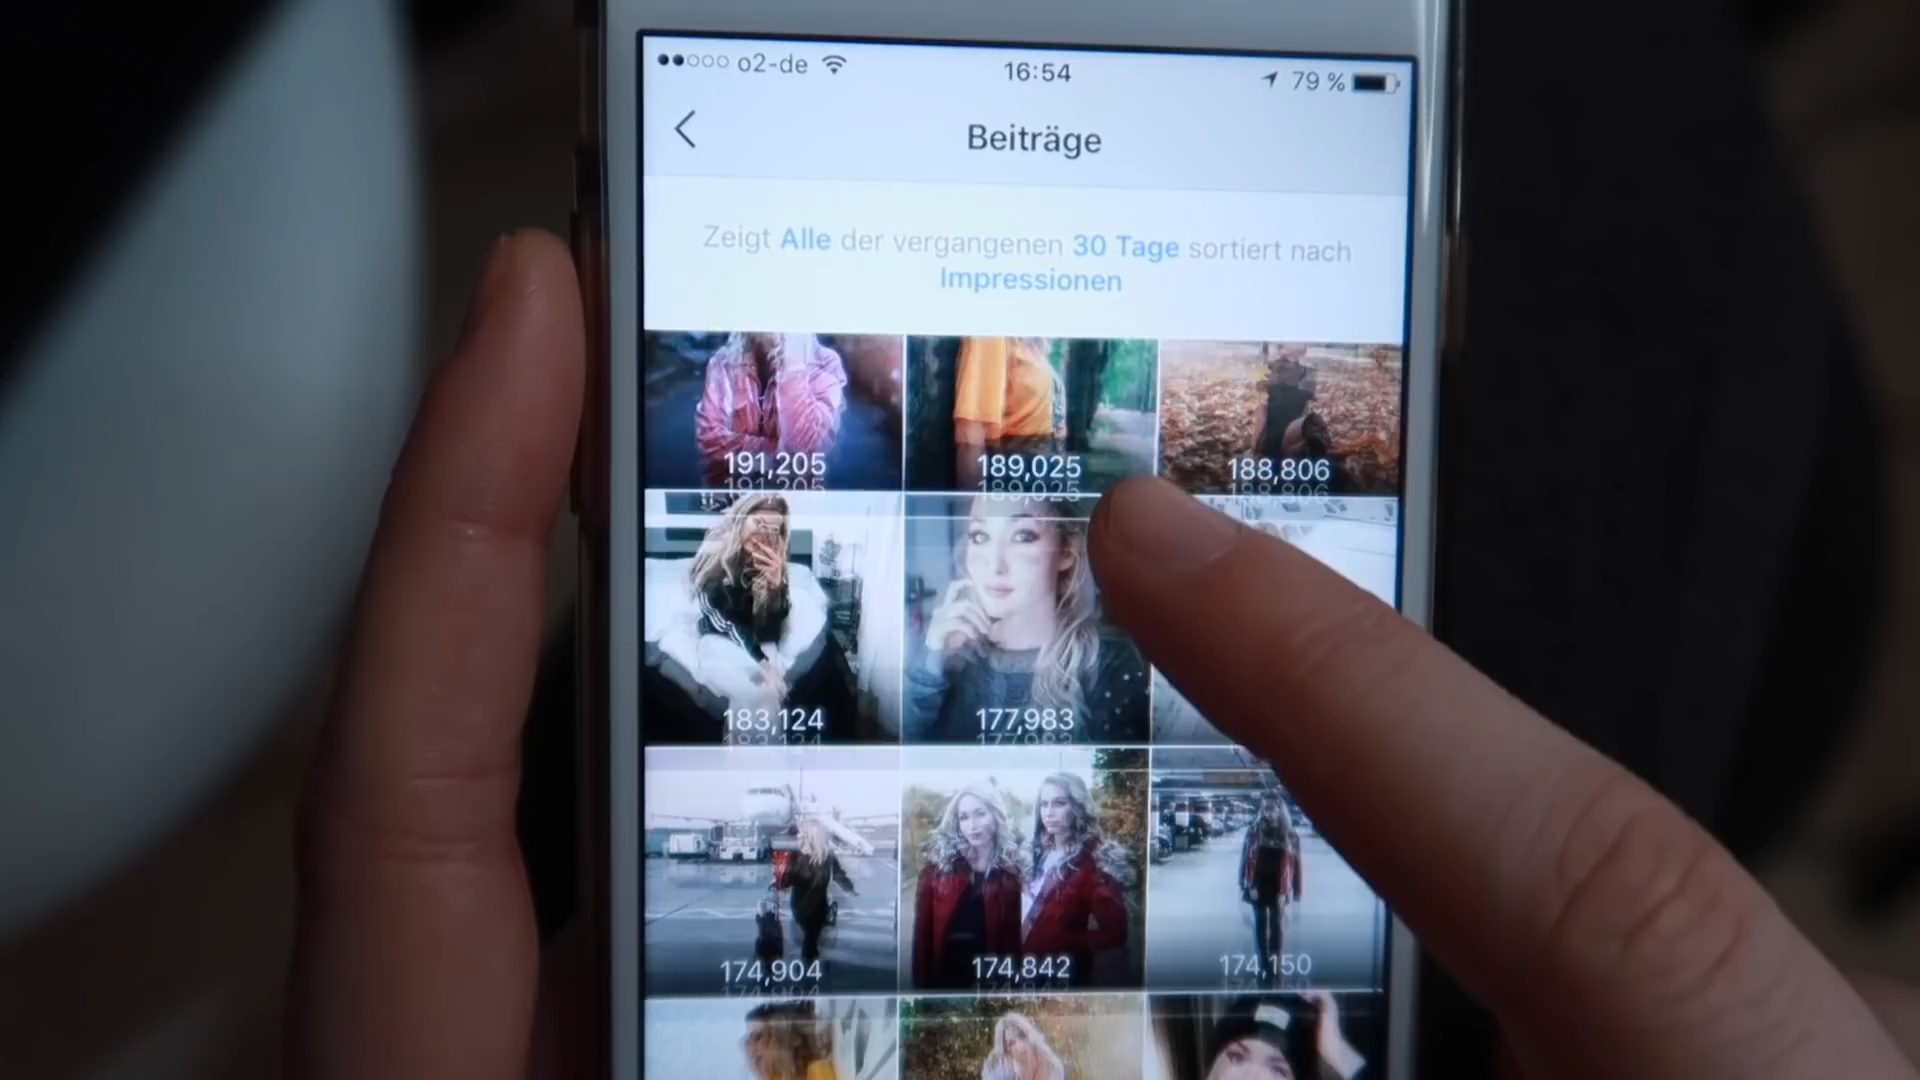 o2-de 16:54 79 %
Beiträge
Zeigt Alle der vergangenen 30 Tage sortiert nach
Impressionen
191,205 189,025 188,806
183,124 177,983
174,904 174,842 174,150